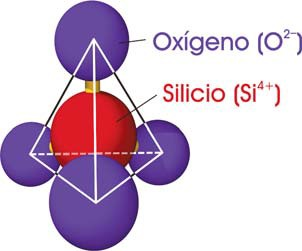 Oxígeno (O²⁻)
Silicio (Si⁴⁺)